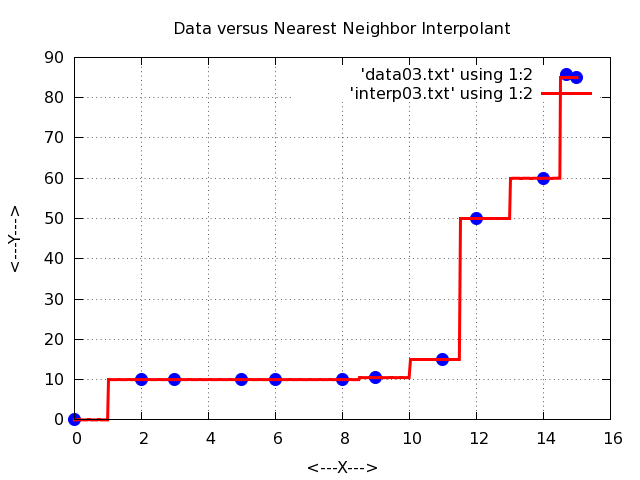 Data versus Nearest Neighbor Interpolant
90
80
70
60
50
40
30
20
10
0
<---Y--->
'data03.txt' using 1:2
'interp03.txt' using 1:2
0 2 4 6 8 10 12 14 16
<---X--->